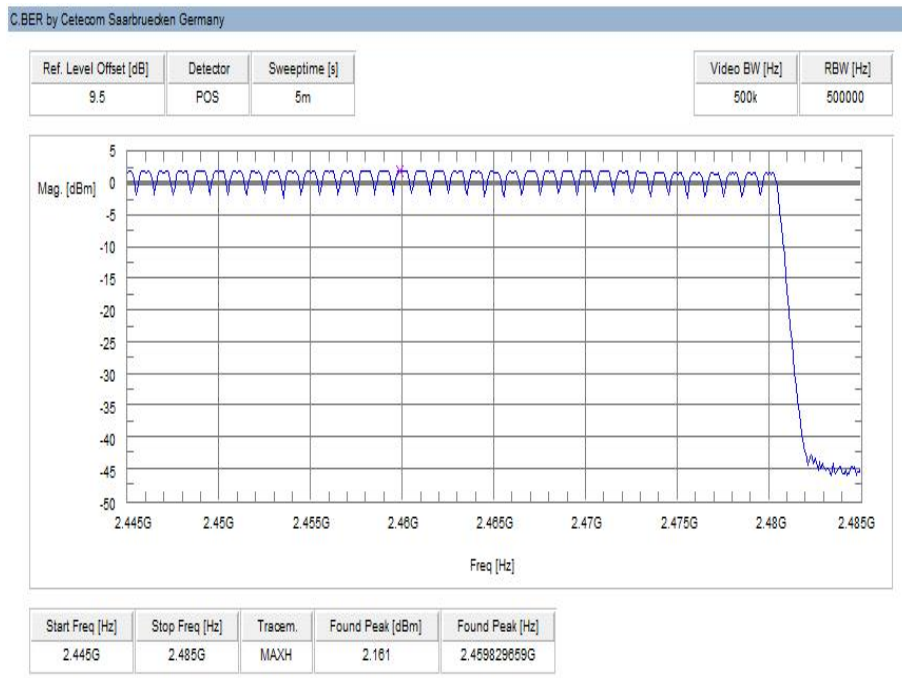 C.BER by Cetecom Saarbruecken Germany
Ref. Level Offset [dB] Detector Sweeptime [s] Video BW [Hz] RBW [Hz]
9.5 POS 5m 500k 500000
5
Mag. [dBm] 0
-5
-10
-15
-20
-25
-30
-35
-40
-45
-50
2.445G 2.45G 2.455G 2.46G 2.465G 2.47G 2.475G 2.48G 2.485G
Freq [Hz]
Start Freq [Hz] Stop Freq [Hz] Tracem. Found Peak [dBm] Found Peak [Hz]
2.445G 2.485G MAXH 2.161 2.459829659G